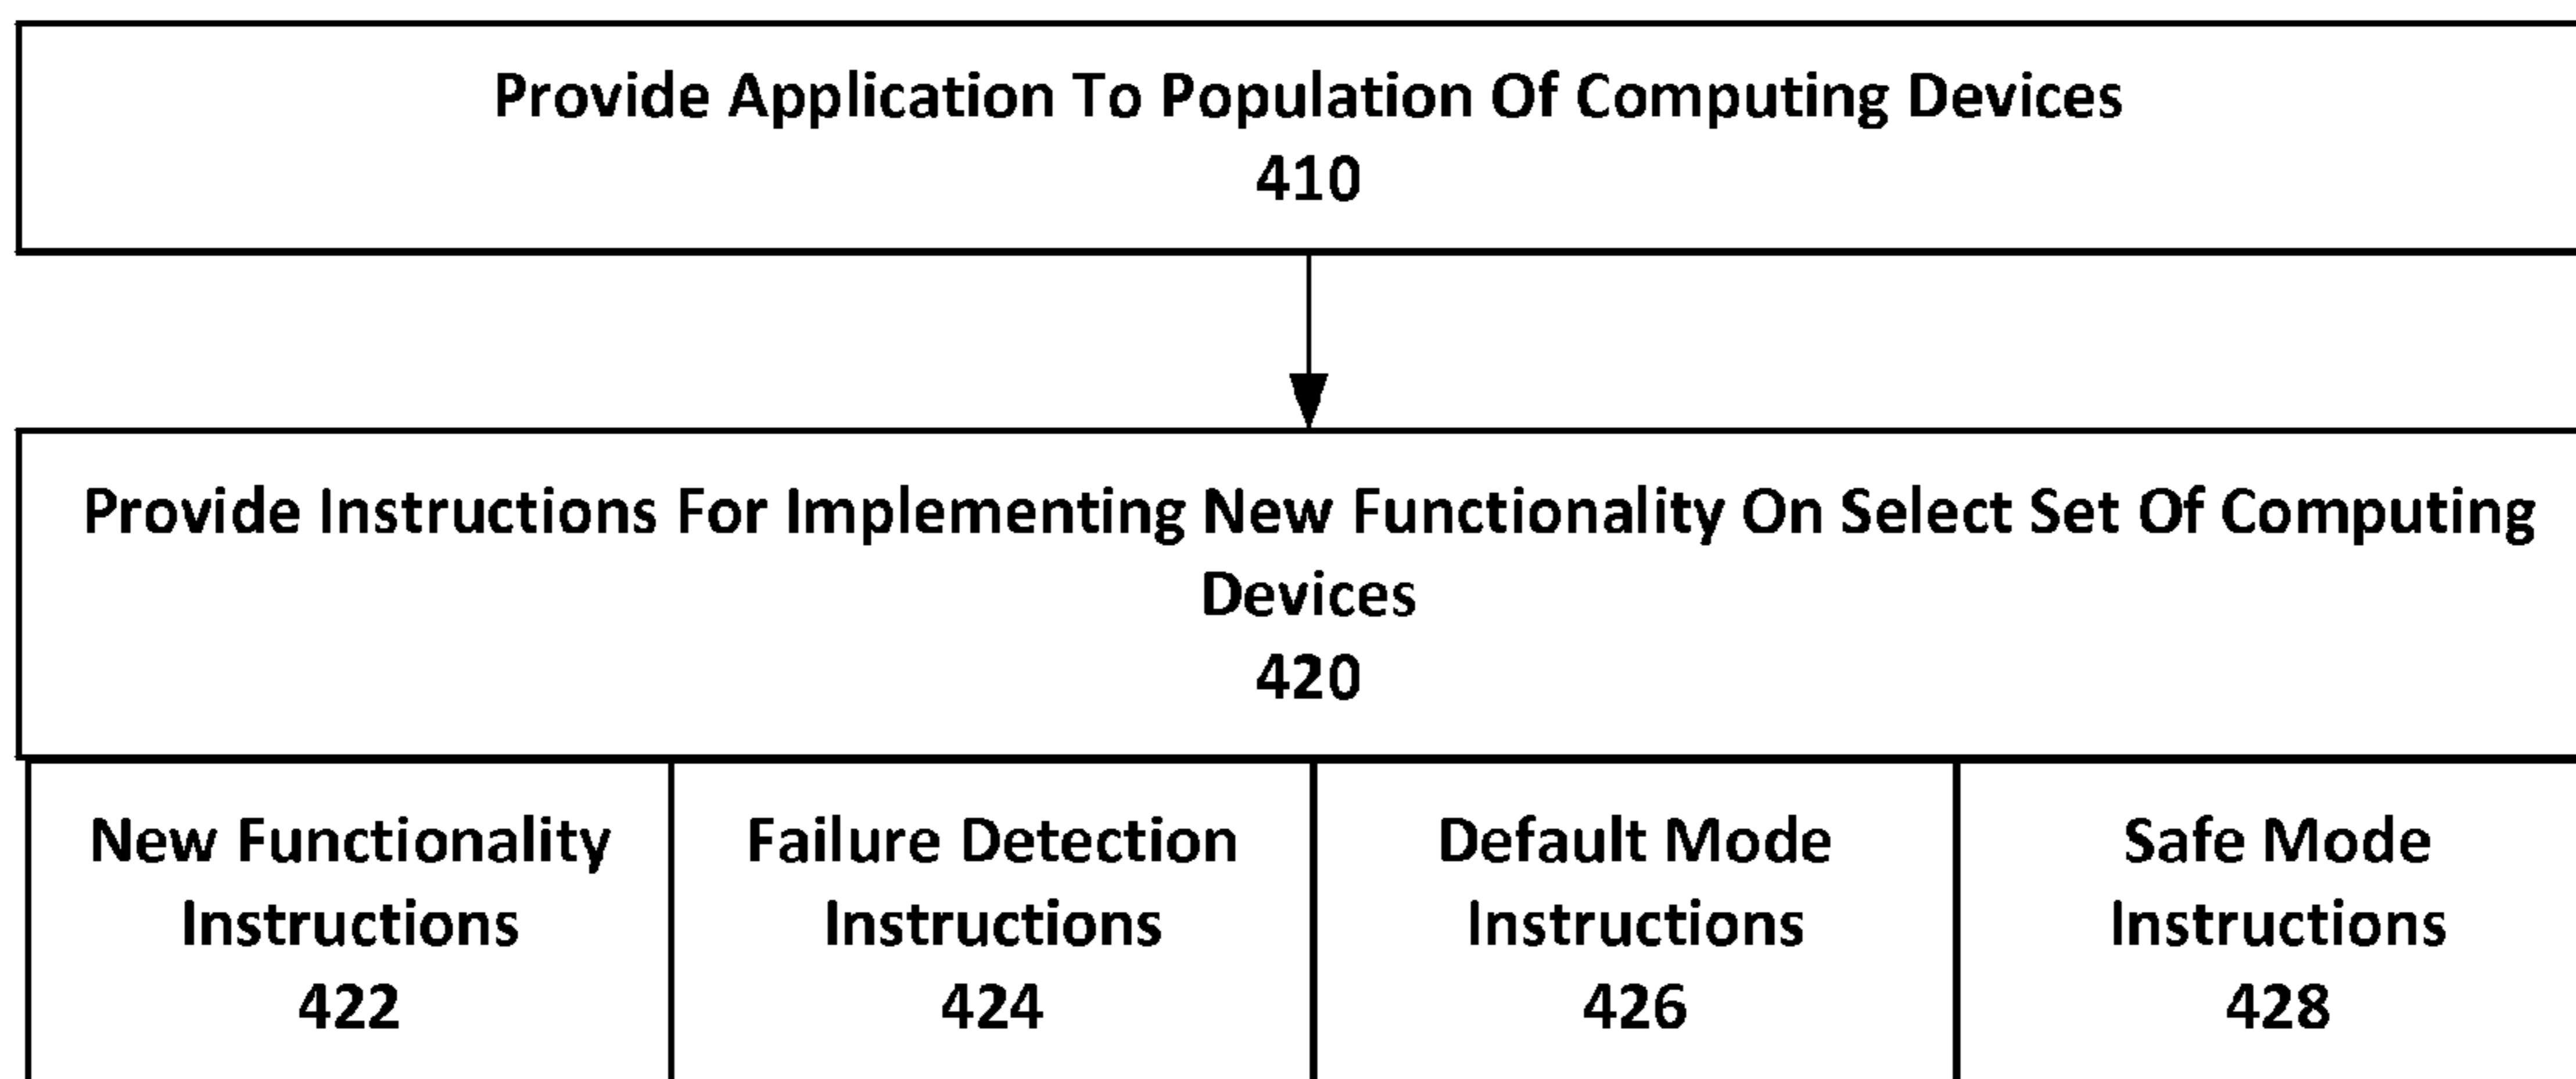 Provide Application To Population Of Computing Devices
410
Provide Instructions For Implementing New Functionality On Select Set Of Computing
Devices
420
New Functionality
Instructions
422
Failure Detection
Instructions
424
Default Mode
Instructions
426
Safe Mode
Instructions
428